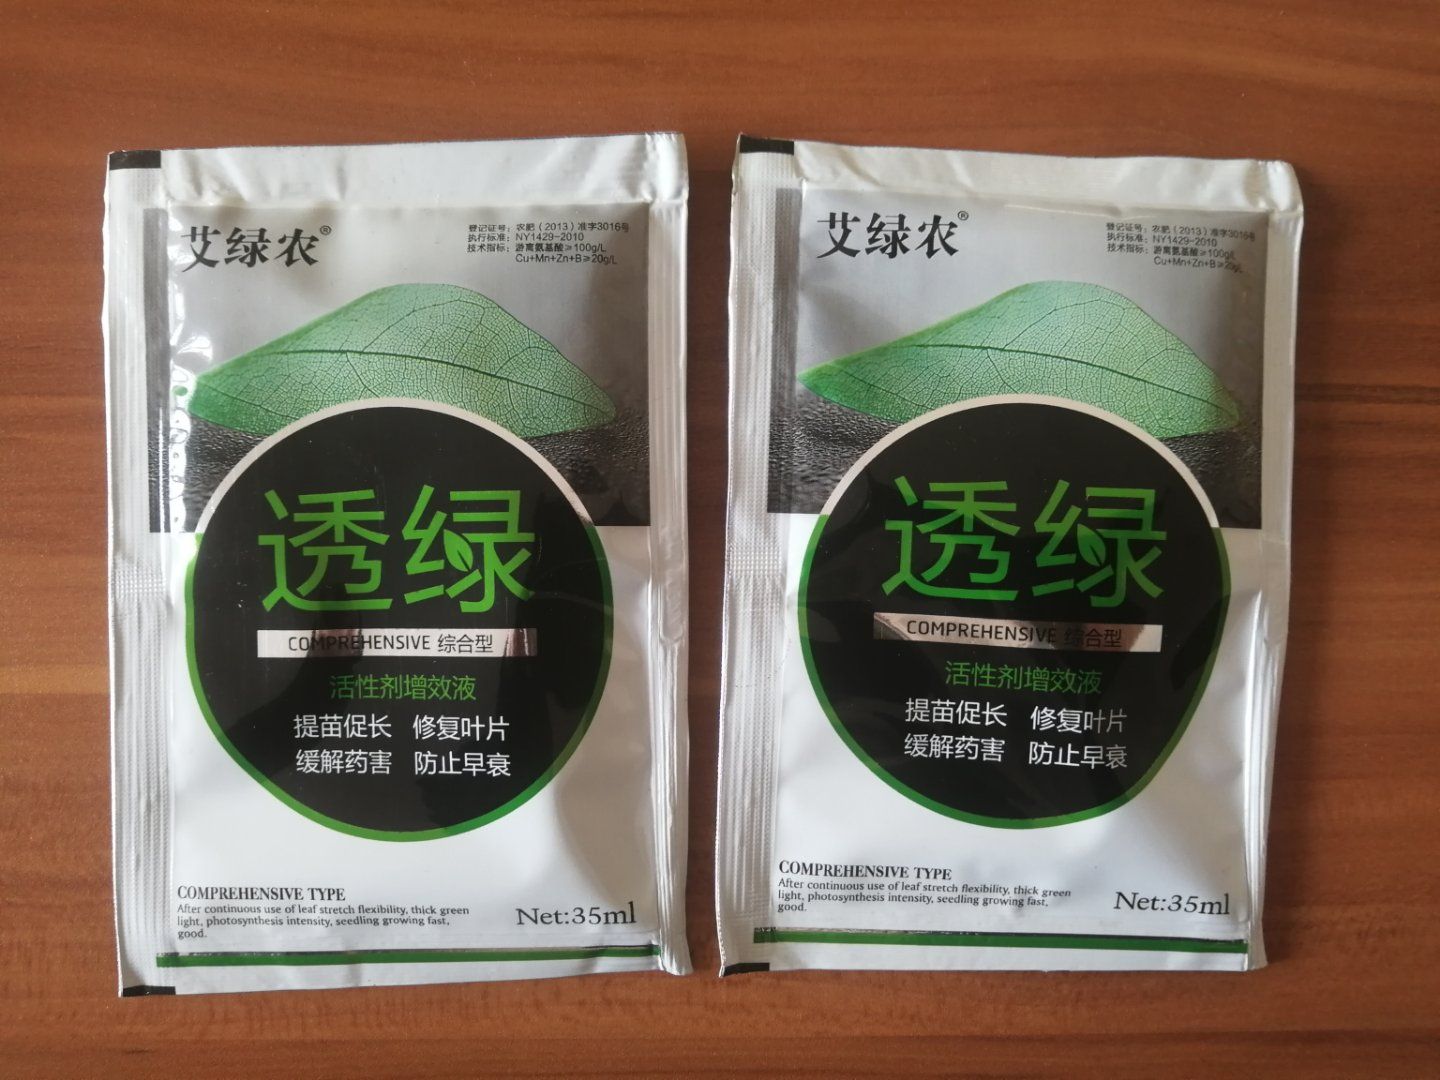 艾绿农®
登记证号：农肥（2013）准字3016号
执行标准：NY1429-2010
技术指标：游离氨基酸≥100g/L
Cu+Mn+Zn+B≥20g/L
透绿
COMPREHENSIVE 综合型
活性剂增效液
提苗促长 修复叶片
缓解药害 防止早衰
COMPREHENSIVE TYPE
After continuous use of leaf stretch flexibility, thick green
light, photosynthesis intensity, seedling growing fast,
good.
Net:35ml
艾绿农®
登记证号：农肥（2013）准字3016号
执行标准：NY1429-2010
技术指标：游离氨基酸≥100g/L
Cu+Mn+Zn+B≥20g/L
透绿
COMPREHENSIVE 综合型
活性剂增效液
提苗促长 修复叶片
缓解药害 防止早衰
COMPREHENSIVE TYPE
After continuous use of leaf stretch flexibility, thick green
light, photosynthesis intensity, seedling growing fast,
good.
Net:35ml